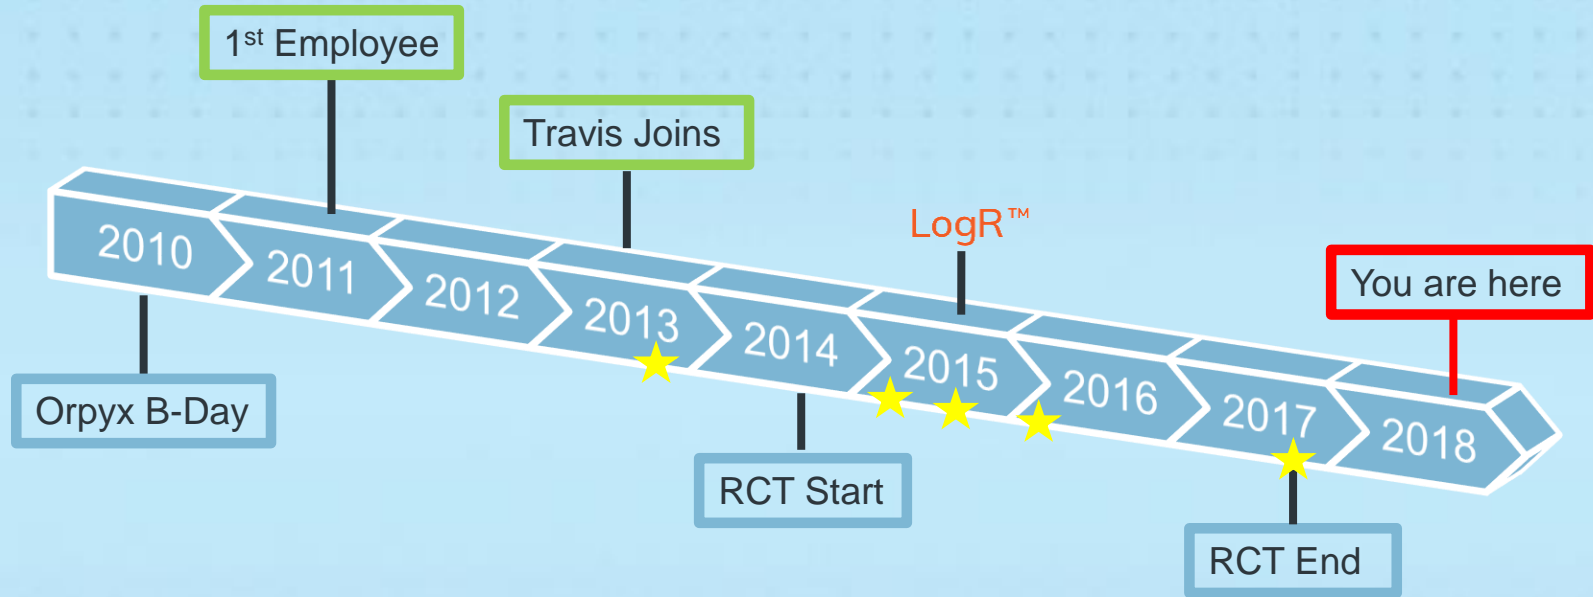 1st Employee
Travis Joins
LogR™
You are here
2010
2011
2012
2013
2014
2015
2016
2017
2018
Orpyx B-Day
RCT Start
RCT End